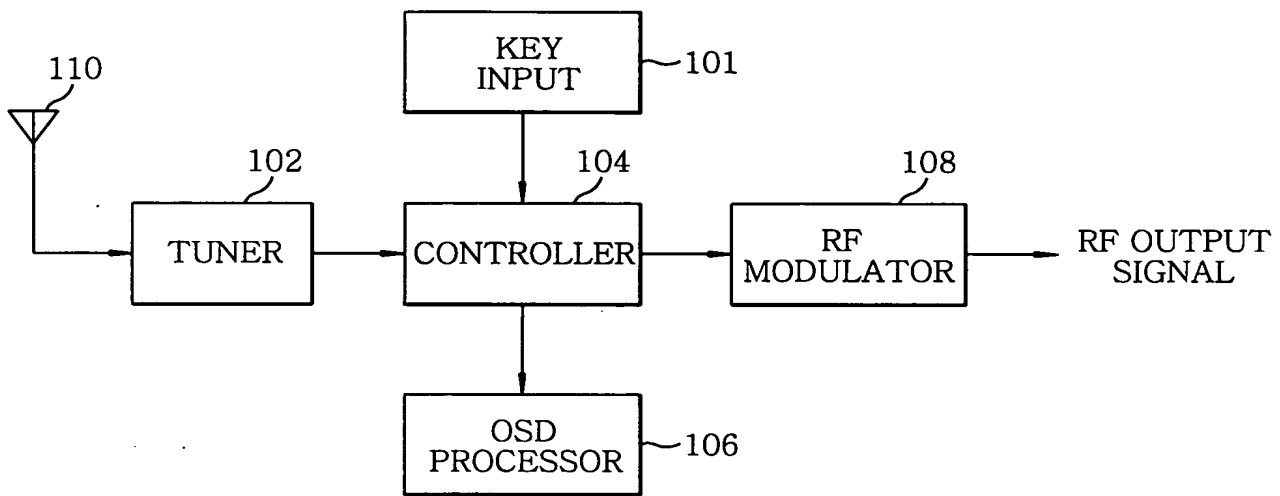 KEY
INPUT
101
110
102
104
108
TUNER
CONTROLLER
RF
MODULATOR
RF OUTPUT
SIGNAL
OSD
PROCESSOR
106